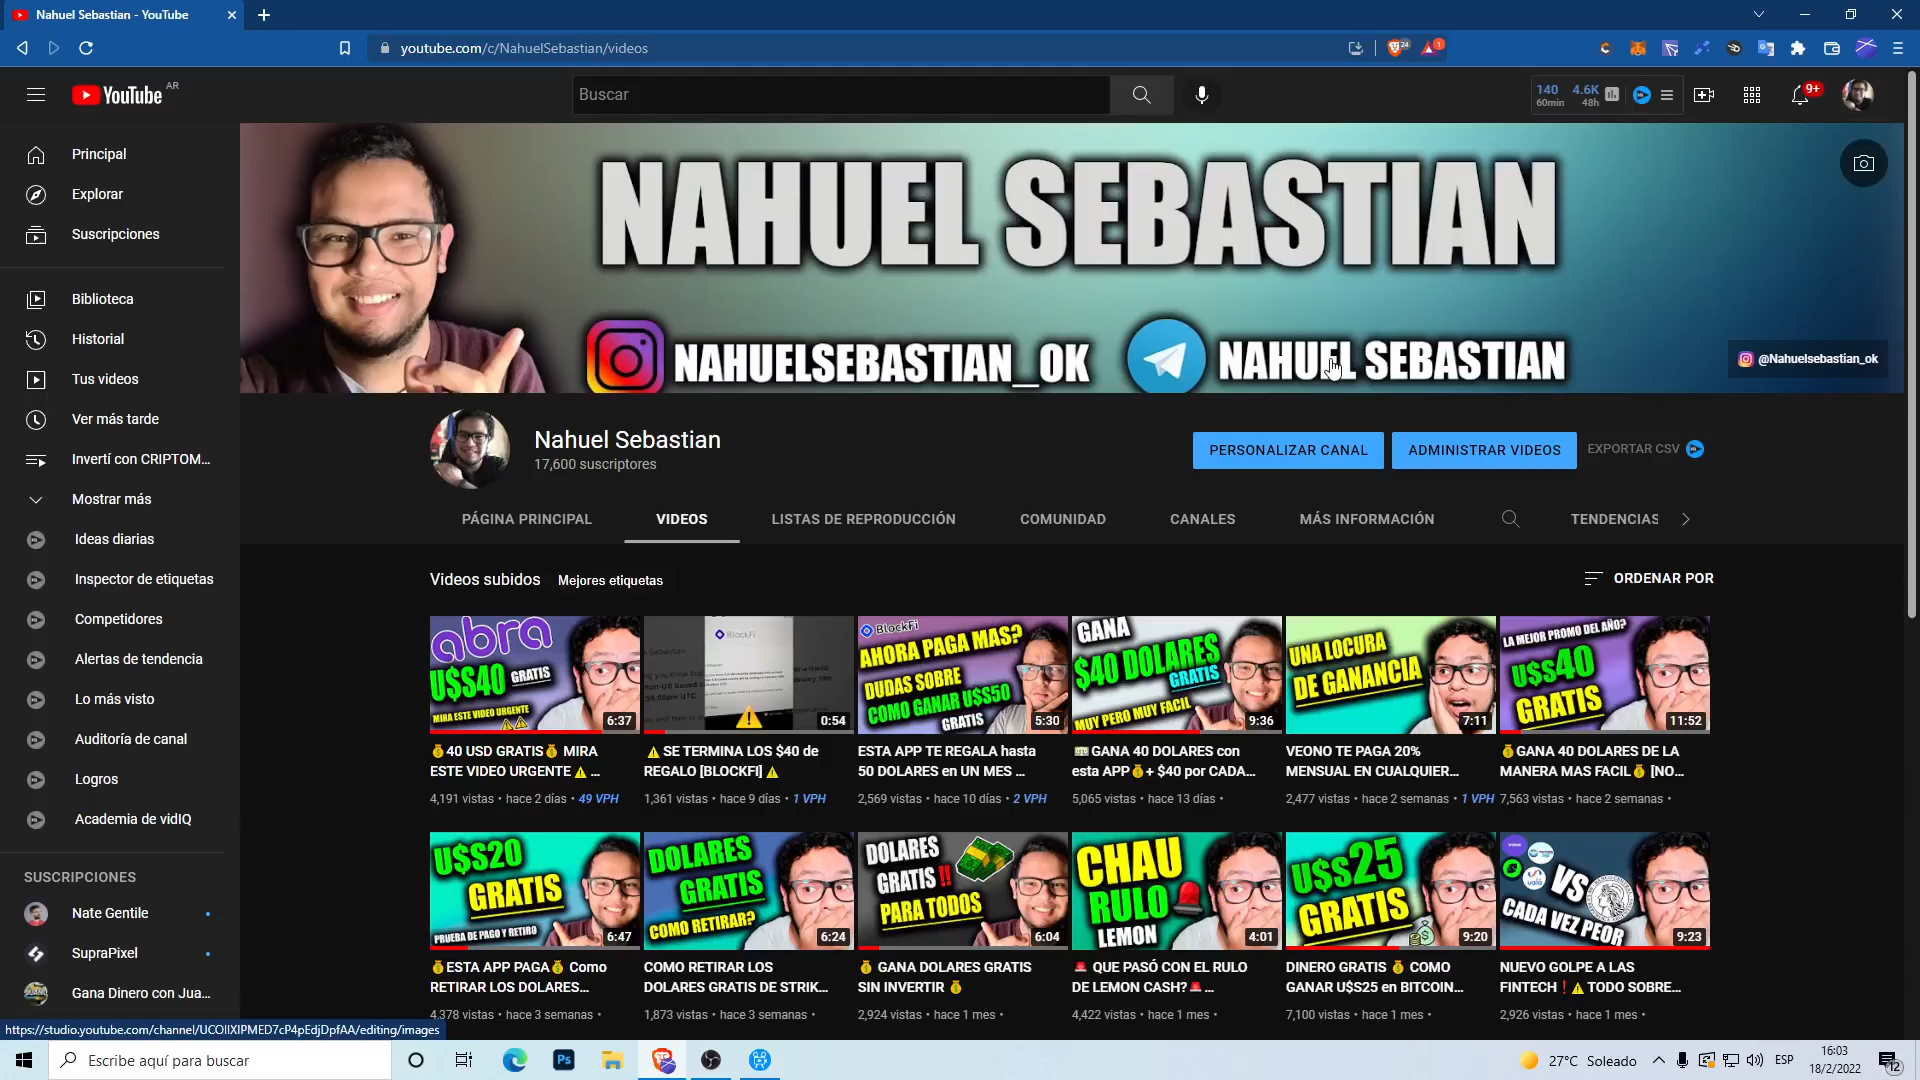 Nahuel Sebastian - YouTube
youtube.com/c/NahuelSebastian/videos
24
1
YouTube AR
Buscar
140
60min
4.6K
48h
9+
Principal
Explorar
Suscripciones
Biblioteca
Historial
Tus videos
Ver más tarde
Invertí con CRIPTOM...
Mostrar más
Ideas diarias
Inspector de etiquetas
Competidores
Alertas de tendencia
Lo más visto
Auditoría de canal
Logros
Academia de vidIQ
SUSCRIPCIONES
Nate Gentile
SupraPixel
Gana Dinero con Jua...
NAHUEL SEBASTIAN
NAHUELSEBASTIAN_OK
NAHUEL SEBASTIAN
@Nahuelsebastian_ok
Nahuel Sebastian
17,600 suscriptores
PERSONALIZAR CANAL
ADMINISTRAR VIDEOS
EXPORTAR CSV
PÁGINA PRINCIPAL
VIDEOS
LISTAS DE REPRODUCCIÓN
COMUNIDAD
CANALES
MÁS INFORMACIÓN
TENDENCIAS
Videos subidos
Mejores etiquetas
ORDENAR POR
abra
U$S40 GRATIS
MIRA ESTE VIDEO URGENTE
6:37
💰40 USD GRATIS💰 MIRA
ESTE VIDEO URGENTE ⚠️ ...
4,191 vistas • hace 2 días • 49 VPH
BlockFi
0:54
⚠️SE TERMINA LOS $40 de
REGALO [BLOCKFI] ⚠️
1,361 vistas • hace 9 días • 1 VPH
BlockFi
AHORA PAGA MAS?
DUDAS SOBRE
COMO GANAR U$S50
GRATIS
5:30
ESTA APP TE REGALA hasta
50 DOLARES en UN MES ...
2,569 vistas • hace 10 días • 2 VPH
GANA
$40 DOLARES
GRATIS
MUY PERO MUY FACIL
9:36
💵GANA 40 DOLARES con
esta APP💰+ $40 por CADA...
5,065 vistas • hace 13 días •
UNA LOCURA
DE GANANCIA
7:11
VEONO TE PAGA 20%
MENSUAL EN CUALQUIER...
2,477 vistas • hace 2 semanas • 1 VPH
LA MEJOR PROMO DEL AÑO?
U$S40
GRATIS
11:52
💰GANA 40 DOLARES DE LA
MANERA MAS FACIL💰 [NO...
7,563 vistas • hace 2 semanas •
U$S20
GRATIS
PRUEBA DE PAGO Y RETIRO
6:47
💰ESTA APP PAGA💰 Como
RETIRAR LOS DOLARES...
4,378 vistas • hace 3 semanas •
DOLARES
GRATIS
COMO RETIRAR?
6:24
COMO RETIRAR LOS
DOLARES GRATIS DE STRIK...
1,873 vistas • hace 3 semanas •
DOLARES
GRATIS‼
PARA TODOS
6:04
💰 GANA DOLARES GRATIS
SIN INVERTIR 💰
2,924 vistas • hace 1 mes •
CHAU
RULO
LEMON
4:01
🚨 QUE PASÓ CON EL RULO
DE LEMON CASH?🚨...
4,422 vistas • hace 1 mes •
U$S25
GRATIS
9:20
DINERO GRATIS 💰 COMO
GANAR U$S25 en BITCOIN...
7,100 vistas • hace 1 mes •
ualá
VS
CADA VEZ PEOR
9:23
NUEVO GOLPE A LAS
FINTECH❗⚠️ TODO SOBRE...
2,926 vistas • hace 1 mes •
https://studio.youtube.com/channel/UCOIlXlPMED7cP4pEdjDpfAA/editing/images
Escribe aquí para buscar
Ps
27°C Soleado
ESP
16:03
18/2/2022
12